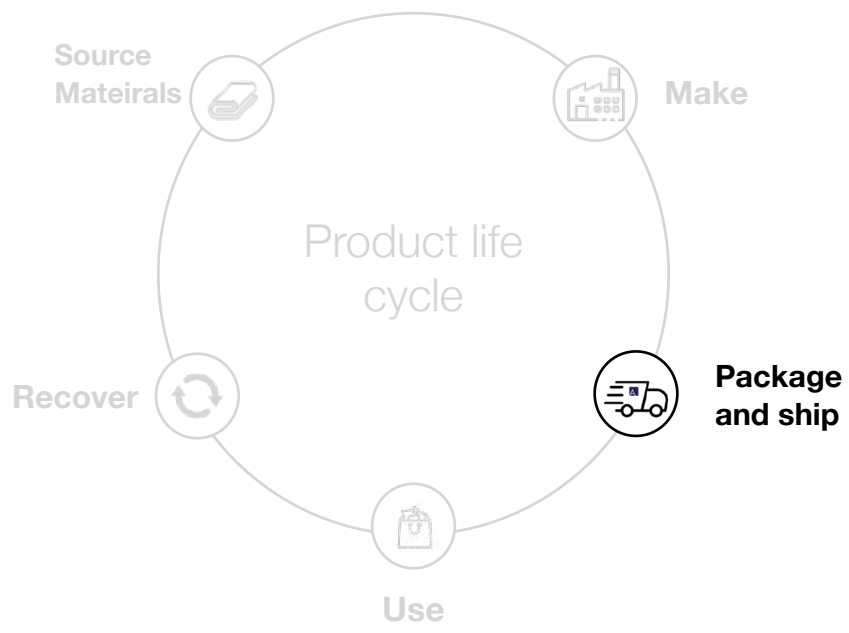 Source
Mateirals
Make
Product life
cycle
Recover
Package
and ship
Use